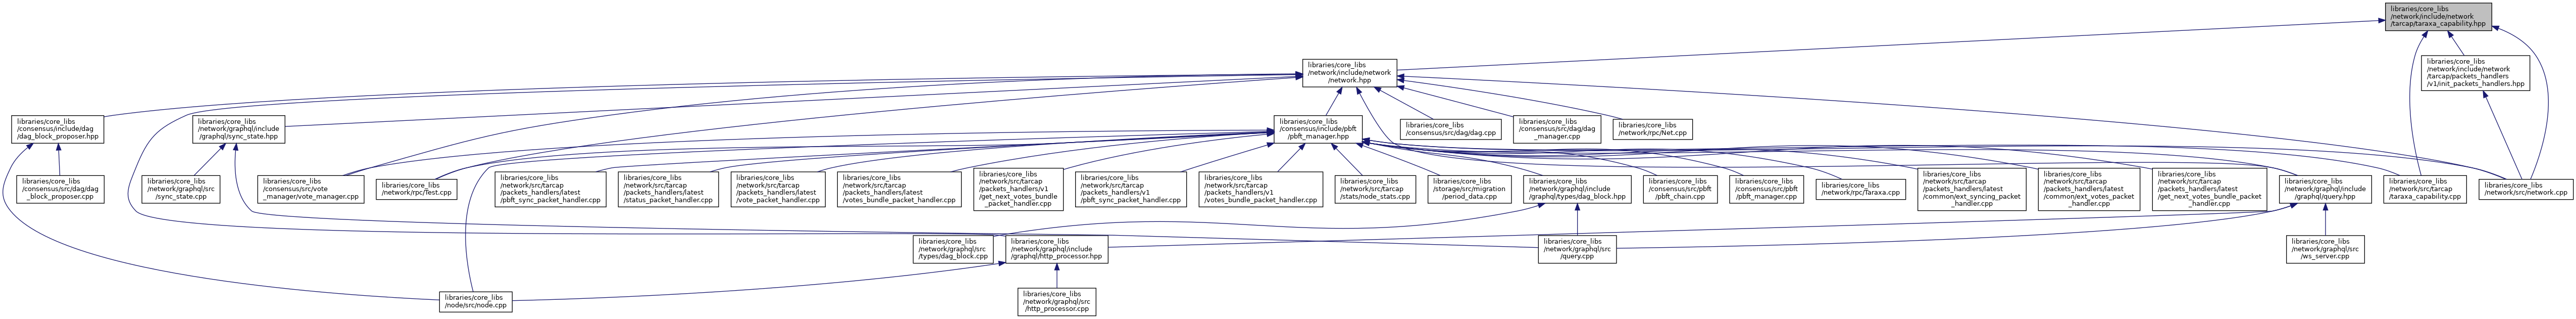 libraries/core_libs
/network/include/network
/tarcap/taraxa_capability.hpp
libraries/core_libs
/network/include/network
/network.hpp
libraries/core_libs
/network/include/network
/tarcap/packets_handlers
/v1/init_packets_handlers.hpp
libraries/core_libs
/consensus/include/dag
/dag_block_proposer.hpp
libraries/core_libs
/network/graphql/include
/graphql/sync_state.hpp
libraries/core_libs
/consensus/include/pbft
/pbft_manager.hpp
libraries/core_libs
/consensus/src/dag/dag.cpp
libraries/core_libs
/consensus/src/dag/dag
_manager.cpp
libraries/core_libs
/network/rpc/Net.cpp
libraries/core_libs
/consensus/src/dag/dag
_block_proposer.cpp
libraries/core_libs
/network/graphql/src
/sync_state.cpp
libraries/core_libs
/consensus/src/vote
_manager/vote_manager.cpp
libraries/core_libs
/network/rpc/Test.cpp
libraries/core_libs
/network/src/tarcap
/packets_handlers/latest
/pbft_sync_packet_handler.cpp
libraries/core_libs
/network/src/tarcap
/packets_handlers/latest
/status_packet_handler.cpp
libraries/core_libs
/network/src/tarcap
/packets_handlers/latest
/vote_packet_handler.cpp
libraries/core_libs
/network/src/tarcap
/packets_handlers/latest
/votes_bundle_packet_handler.cpp
libraries/core_libs
/network/src/tarcap
/packets_handlers/v1
/get_next_votes_bundle
_packet_handler.cpp
libraries/core_libs
/network/src/tarcap
/packets_handlers/v1
/pbft_sync_packet_handler.cpp
libraries/core_libs
/network/src/tarcap
/packets_handlers/v1
/votes_bundle_packet_handler.cpp
libraries/core_libs
/network/src/tarcap
/stats/node_stats.cpp
libraries/core_libs
/storage/src/migration
/period_data.cpp
libraries/core_libs
/network/graphql/include
/graphql/types/dag_block.hpp
libraries/core_libs
/consensus/src/pbft
/pbft_chain.cpp
libraries/core_libs
/consensus/src/pbft
/pbft_manager.cpp
libraries/core_libs
/network/rpc/Taraxa.cpp
libraries/core_libs
/network/src/tarcap
/packets_handlers/latest
/common/ext_syncing_packet
_handler.cpp
libraries/core_libs
/network/src/tarcap
/packets_handlers/latest
/common/ext_votes_packet
_handler.cpp
libraries/core_libs
/network/src/tarcap
/packets_handlers/latest
/get_next_votes_bundle_packet
_handler.cpp
libraries/core_libs
/network/graphql/include
/graphql/query.hpp
libraries/core_libs
/network/src/tarcap
/taraxa_capability.cpp
libraries/core_libs
/network/src/network.cpp
libraries/core_libs
/network/graphql/src
/types/dag_block.cpp
libraries/core_libs
/network/graphql/include
/graphql/http_processor.hpp
libraries/core_libs
/network/graphql/src
/query.cpp
libraries/core_libs
/network/graphql/src
/ws_server.cpp
libraries/core_libs
/node/src/node.cpp
libraries/core_libs
/network/graphql/src
/http_processor.cpp